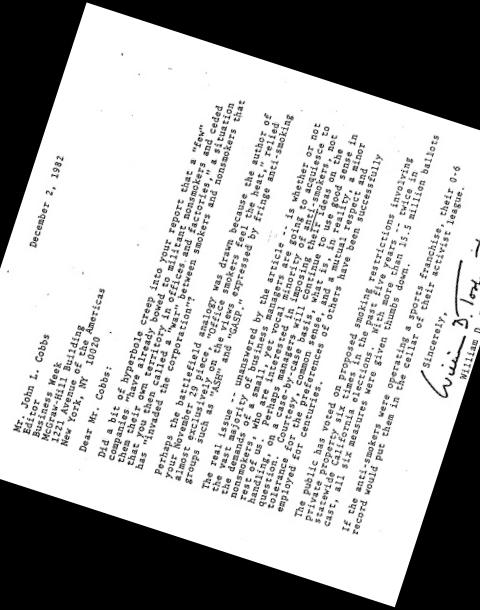 December 2, 1982
Mr. John L. Cobbs
Editor
Business Week
McGraw-Hill Building
1221 Avenue of the Americas
New York, NY 10020
Dear Mr. Cobbs:
Did a bit of hyperbole creep into your report that a "few"
companies "have already bowed to militant nonsmokers and ceded
them their own territory in offices and factories," a situation
that you then called a "war" between smokers and nonsmokers that
has "invaded the corporation"?
Perhaps the battlefield analogy was drawn because the author of
your November 29 piece, "Office smokers feel the heat," relied
almost exclusively on the views expressed by fringe anti-smoking
groups such as "ASH" and "GASP."
The real issue -- unanswered by the article -- is whether or not
the vast majority of business managers are going to acquiesce to
the demands of a small yet vocal minority of anti-smokers, not
nonsmokers, who are interested in imposing their ideas on the
rest of us. Or perhaps managers will continue to use good sense in
handling, on a case by case basis, what is in reality a minor
question. Courtesy, common sense, and a mutual respect and
tolerance for the preferences of others have been successfully
employed for centuries.
The public has voted on proposed smoking restrictions involving
private property six times in the past five years -- twice in
statewide California elections. With more than 15.5 million ballots
cast, all six measures were given thumbs down.
If the anti-smokers were operating a sports franchise, their 0-6
record would put them in the cellar of their activist league.
Sincerely,
William D.